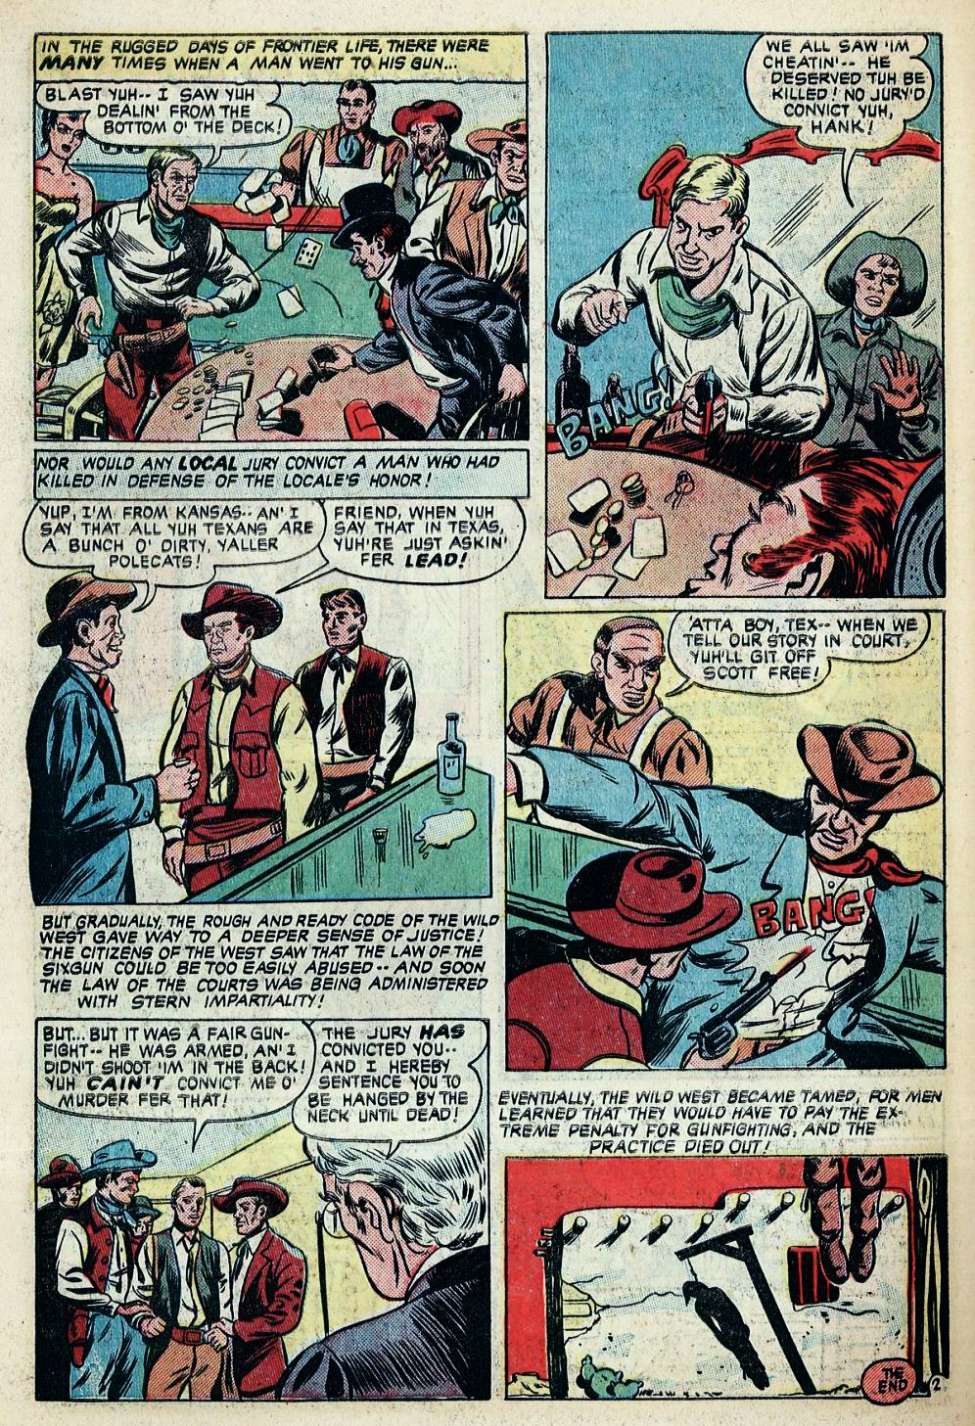 IN THE RUGGED DAYS OF FRONTIER LIFE, THERE WERE
MANY TIMES WHEN A MAN WENT TO HIS GUN...
BLAST YUH-- I SAW YUH
DEALIN' FROM THE
BOTTOM O' THE DECK!
WE ALL SAW 'IM
CHEATIN'-- HE
DESERVED TUH BE
KILLED! NO JURY'D
CONVICT YUH,
HANK!
BANG!
NOR WOULD ANY LOCAL JURY CONVICT A MAN WHO HAD
KILLED IN DEFENSE OF THE LOCALE'S HONOR!
YUP, I'M FROM KANSAS-- AN' I
SAY THAT ALL YUH TEXANS ARE
A BUNCH O' DIRTY, YALLER
POLECATS!
FRIEND, WHEN YUH
SAY THAT IN TEXAS,
YUH'RE JUST ASKIN'
FER LEAD!
'ATTA BOY, TEX-- WHEN WE
TELL OUR STORY IN COURT,
YUH'LL GIT OFF
SCOTT FREE!
BANG!
BUT GRADUALLY, THE ROUGH AND READY CODE OF THE WILD
WEST GAVE WAY TO A DEEPER SENSE OF JUSTICE!
THE CITIZENS OF THE WEST SAW THAT THE LAW OF THE
SIXGUN COULD BE TOO EASILY ABUSED-- AND SOON
THE LAW OF THE COURTS WAS BEING ADMINISTERED
WITH STERN IMPARTIALITY!
BUT... BUT IT WAS A FAIR GUN-
FIGHT-- HE WAS ARMED, AN' I
DIDN'T SHOOT 'IM IN THE BACK!
YUH CAIN'T CONVICT ME O'
MURDER FER THAT!
THE JURY HAS
CONVICTED YOU--
AND I HEREBY
SENTENCE YOU TO
BE HANGED BY THE
NECK UNTIL DEAD!
EVENTUALLY, THE WILD WEST BECAME TAMED, FOR MEN
LEARNED THAT THEY WOULD HAVE TO PAY THE EX-
TREME PENALTY FOR GUNFIGHTING, AND THE
PRACTICE DIED OUT!
THE
END
2